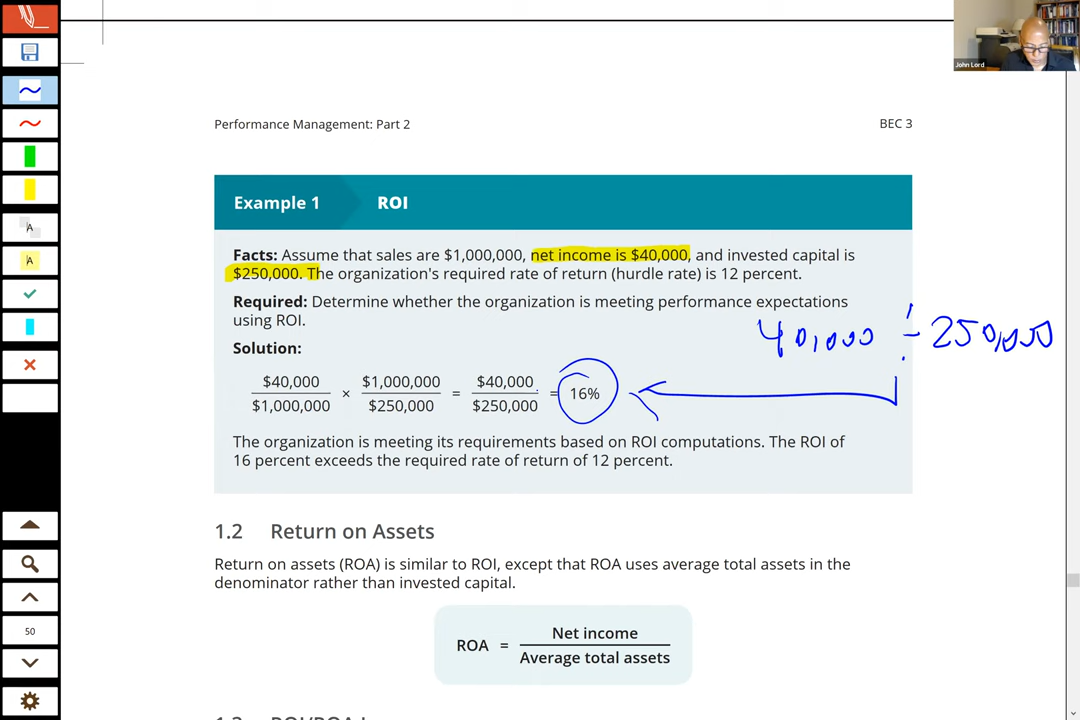 John Lord
Performance Management: Part 2
BEC 3
Example 1
ROI
Facts: Assume that sales are $1,000,000, net income is $40,000, and invested capital is
$250,000. The organization's required rate of return (hurdle rate) is 12 percent.
Required: Determine whether the organization is meeting performance expectations
using ROI.
40,000 ÷ 250,000
Solution:
$40,000 / $1,000,000 × $1,000,000 / $250,000 = $40,000 / $250,000 = 16%
The organization is meeting its requirements based on ROI computations. The ROI of
16 percent exceeds the required rate of return of 12 percent.
1.2 Return on Assets
Return on assets (ROA) is similar to ROI, except that ROA uses average total assets in the
denominator rather than invested capital.
ROA = Net income / Average total assets
A
A
50